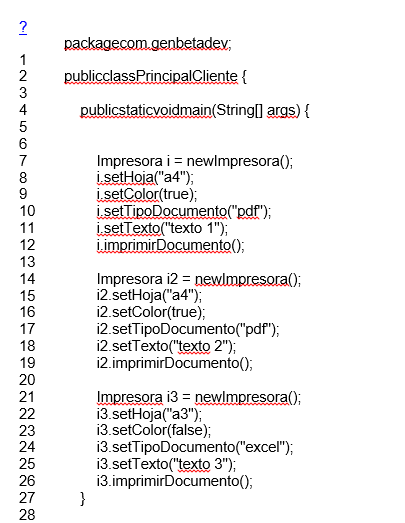 ?
packagecom.genbetadev;
1
2 publicclassPrincipalCliente {
3
4 publicstaticvoidmain(String[] args) {
5
6
7 Impresora i = newImpresora();
8 i.setHoja("a4");
9 i.setColor(true);
10 i.setTipoDocumento("pdf");
11 i.setTexto("texto 1");
12 i.imprimirDocumento();
13
14 Impresora i2 = newImpresora();
15 i2.setHoja("a4");
16 i2.setColor(true);
17 i2.setTipoDocumento("pdf");
18 i2.setTexto("texto 2");
19 i2.imprimirDocumento();
20
21 Impresora i3 = newImpresora();
22 i3.setHoja("a3");
23 i3.setColor(false);
24 i3.setTipoDocumento("excel");
25 i3.setTexto("texto 3");
26 i3.imprimirDocumento();
27 }
28